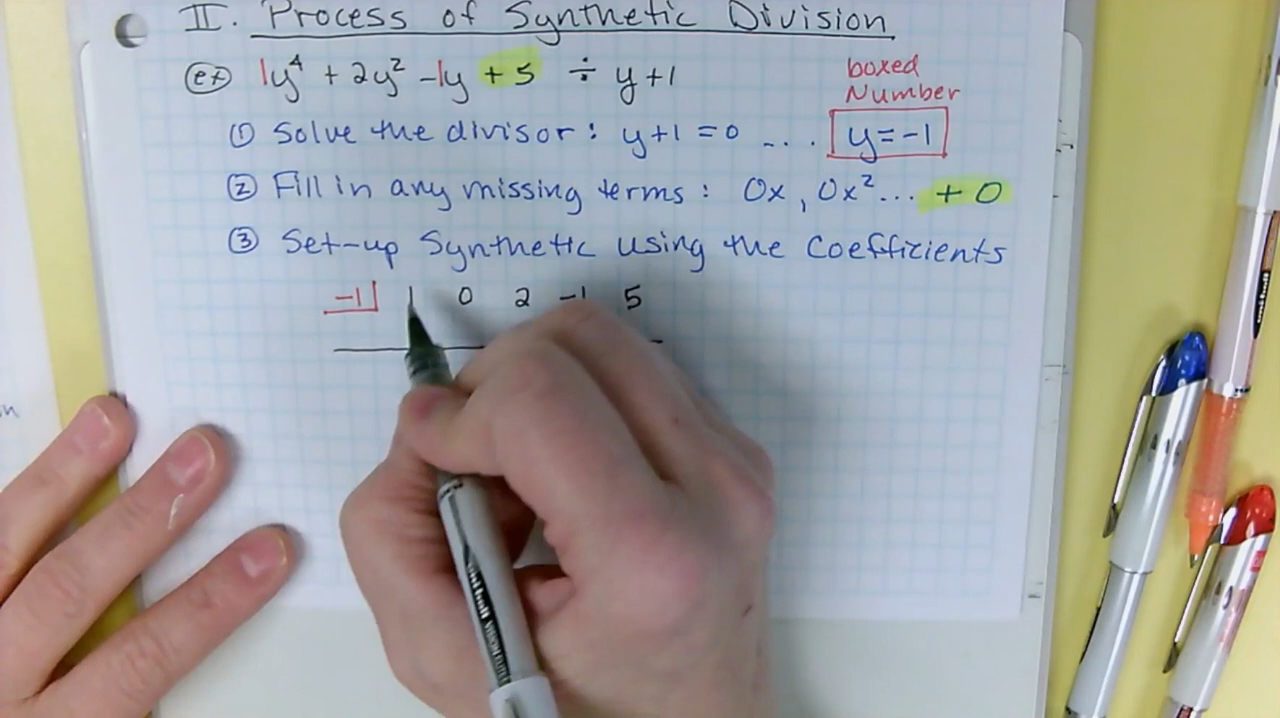 II. Process of Synthetic Division
(ex) 1y⁴ + 2y² -1y + 5 ÷ y+1
boxed
Number
① Solve the divisor: y+1 = 0 ... y=-1
② Fill in any missing terms: 0x, 0x²... + 0
③ Set-up Synthetic using the Coefficients
-1 1 0 2 -1 5